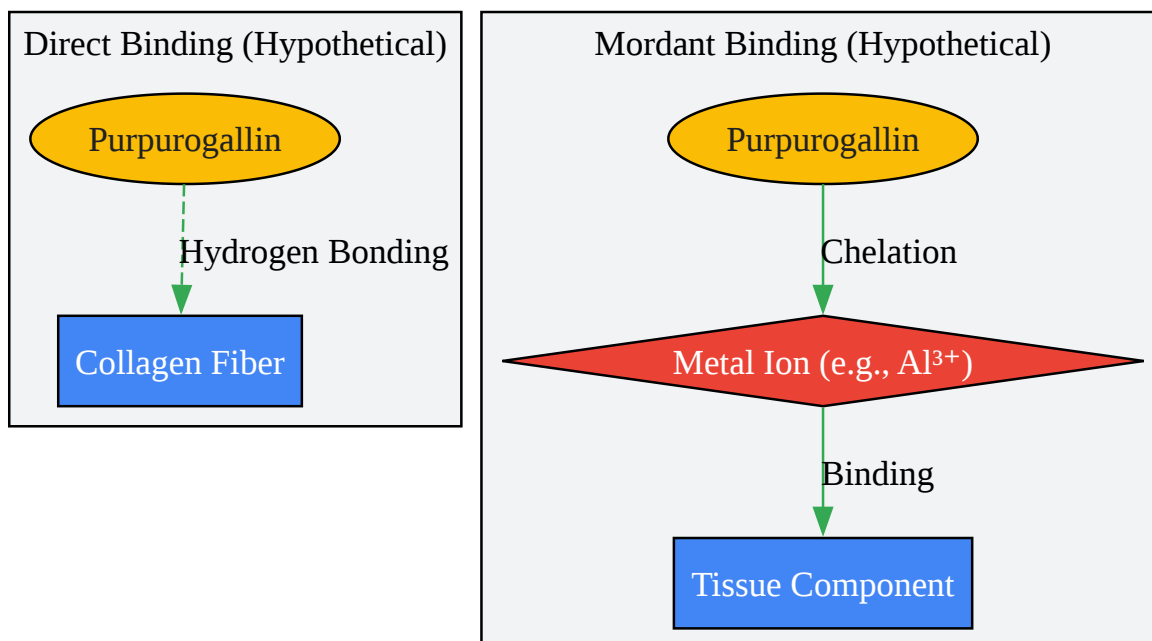 Direct Binding (Hypothetical)
Purpurogallin
Hydrogen Bonding
Collagen Fiber
Mordant Binding (Hypothetical)
Purpurogallin
Chelation
Metal Ion (e.g., Al³⁺)
Binding
Tissue Component